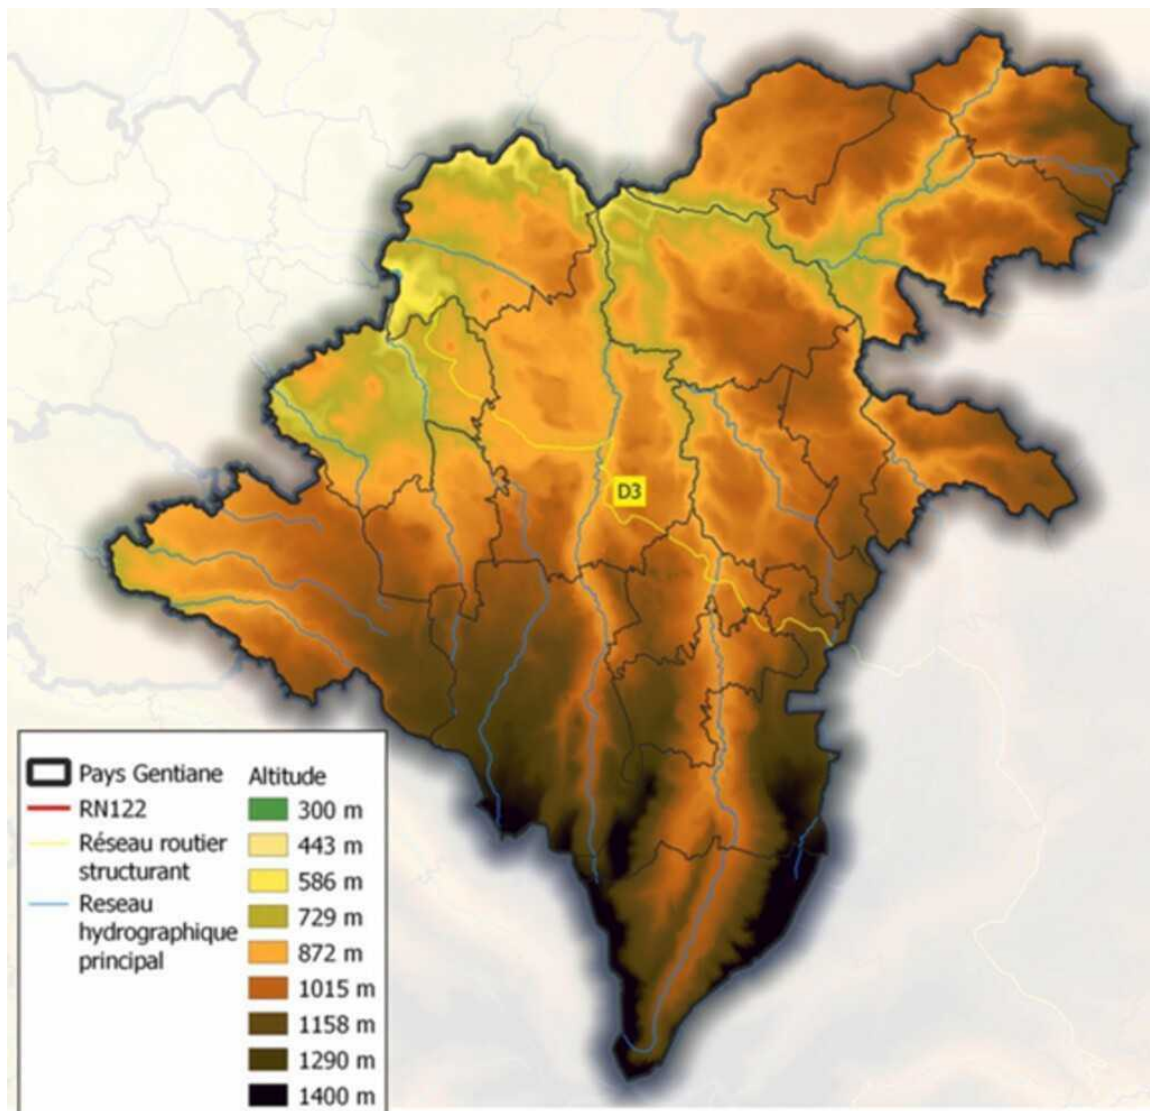 D3
Pays Gentiane
RN122
Réseau routier
structurant
Reseau
hydrographique
principal
Altitude
300 m
443 m
586 m
729 m
872 m
1015 m
1158 m
1290 m
1400 m